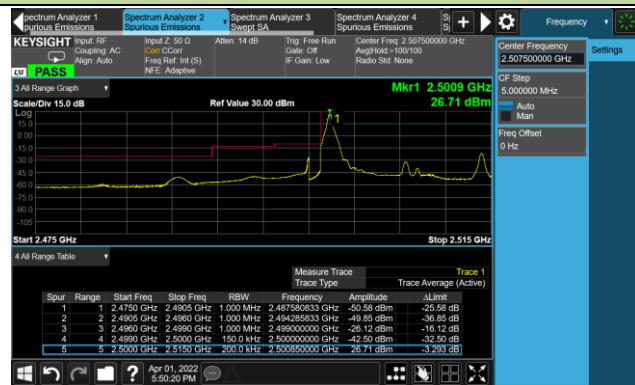 Spectrum Analyzer 1
Spurious Emissions
Spectrum Analyzer 2
Spurious Emissions
Spectrum Analyzer 3
Swept SA
Spectrum Analyzer 4
Spurious Emissions
Frequency
KEYSIGHT
Input: RF
Coupling: AC
Align: Auto
Input Z: 50 Ω
Corr CCorr
Freq Ref: Int (S)
NFE: Adaptive
Atten: 14 dB
Trig: Free Run
Gate: Off
IF Gain: Low
Center Freq: 2.507500000 GHz
Avg|Hold:>100/100
Radio Std: None
LXI PASS
Center Frequency
2.507500000 GHz
Settings
CF Step
5.000000 MHz
Auto
Man
Freq Offset
0 Hz
3 All Range Graph
Mkr1 2.5009 GHz
Scale/Div 15.0 dB
Ref Value 30.00 dBm
26.71 dBm
Log
15.0
0.00
-15.0
-30.0
-45.0
-60.0
-75.0
-90.0
-105
1
Start 2.475 GHz
Stop 2.515 GHz
4 All Range Table
Measure Trace Trace 1
Trace Type Trace Average (Active)
Spur Range Start Freq Stop Freq RBW Frequency Amplitude ΔLimit
1 1 2.4750 GHz 2.4905 GHz 1.000 MHz 2.487580833 GHz -50.58 dBm -25.58 dB
2 2 2.4905 GHz 2.4960 GHz 1.000 MHz 2.494285833 GHz -49.85 dBm -36.85 dB
3 3 2.4960 GHz 2.4990 GHz 1.000 MHz 2.499000000 GHz -26.12 dBm -16.12 dB
4 4 2.4990 GHz 2.5000 GHz 150.0 kHz 2.500000000 GHz -42.50 dBm -32.50 dB
5 5 2.5000 GHz 2.5150 GHz 200.0 kHz 2.500850000 GHz 26.71 dBm -3.293 dB
Apr 01, 2022
5:50:20 PM